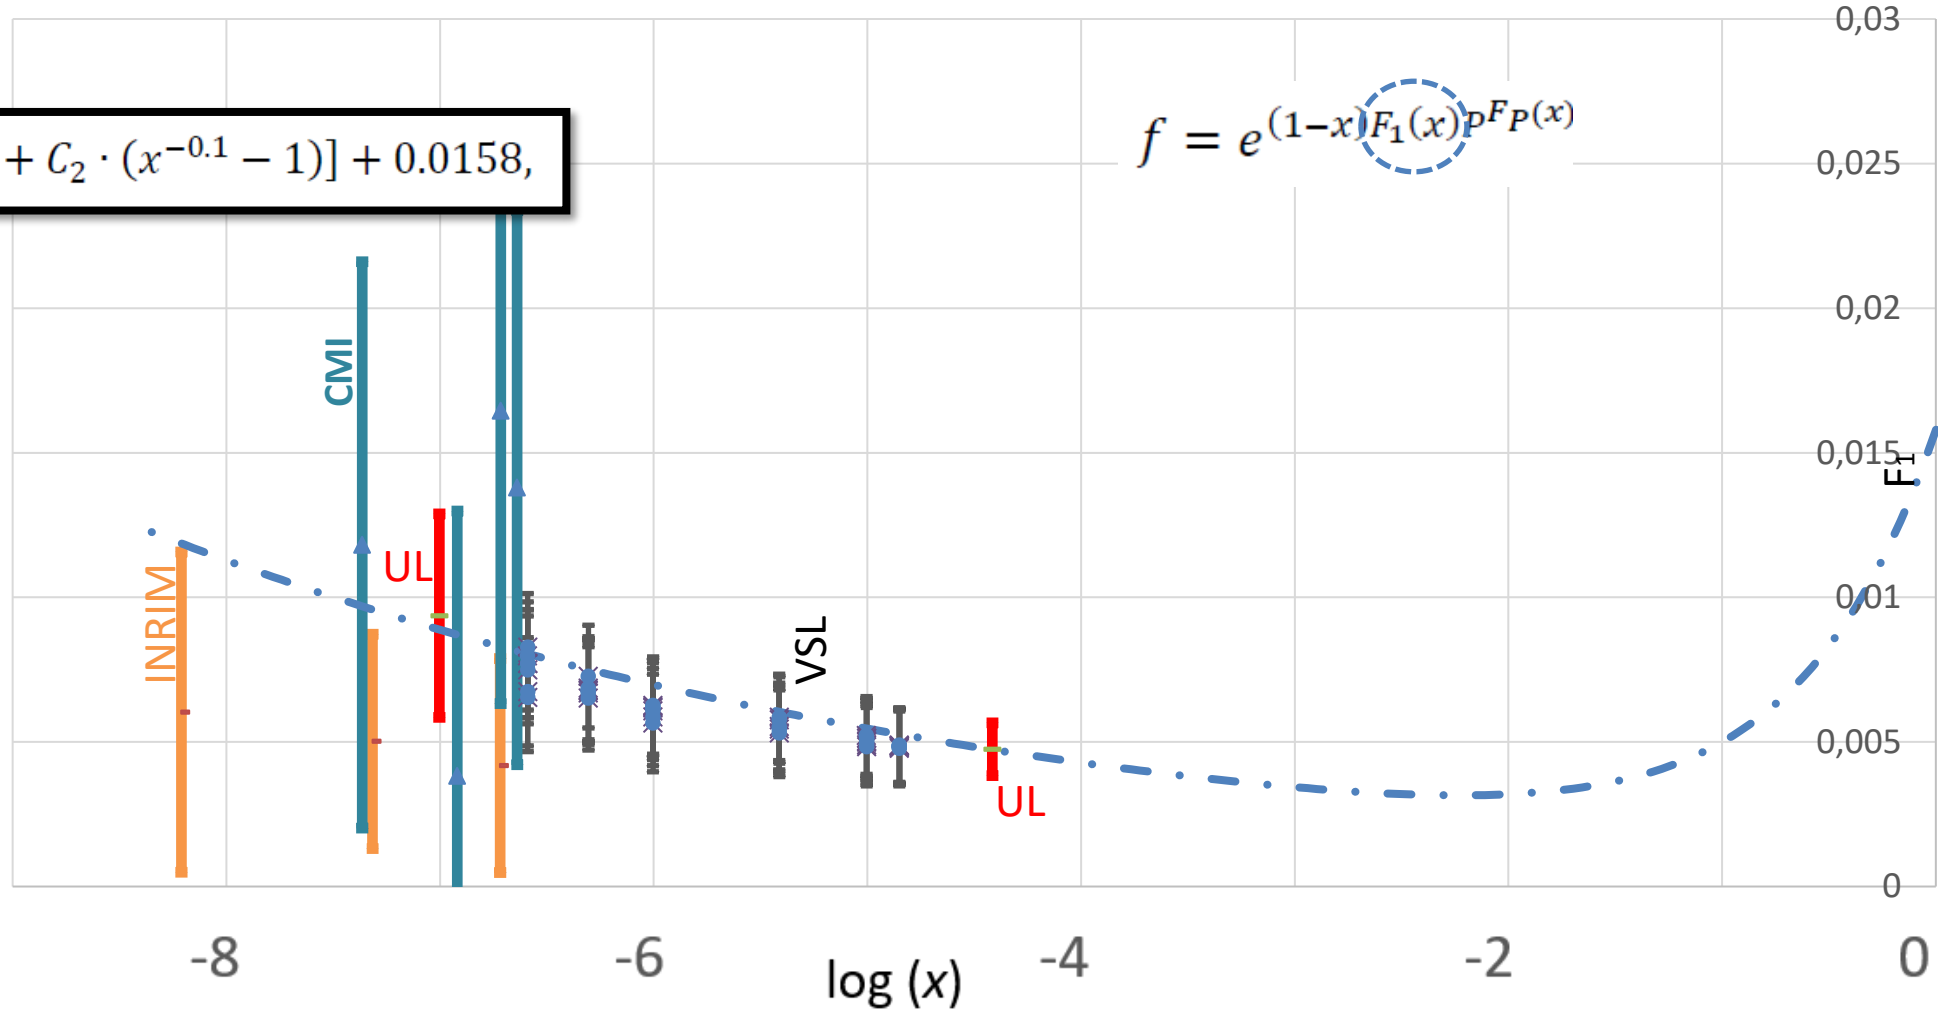 0,03
f = e^{(1−x)F₁(x)P^{F_P(x)}}
+ C₂ · (x^{−0.1} − 1)] + 0.0158,
0,025
0,02
CMI
0,015
F₁
UL
INRIM
0,01
VSL
0,005
UL
0
-8 -6 -4 -2 0
log (x)